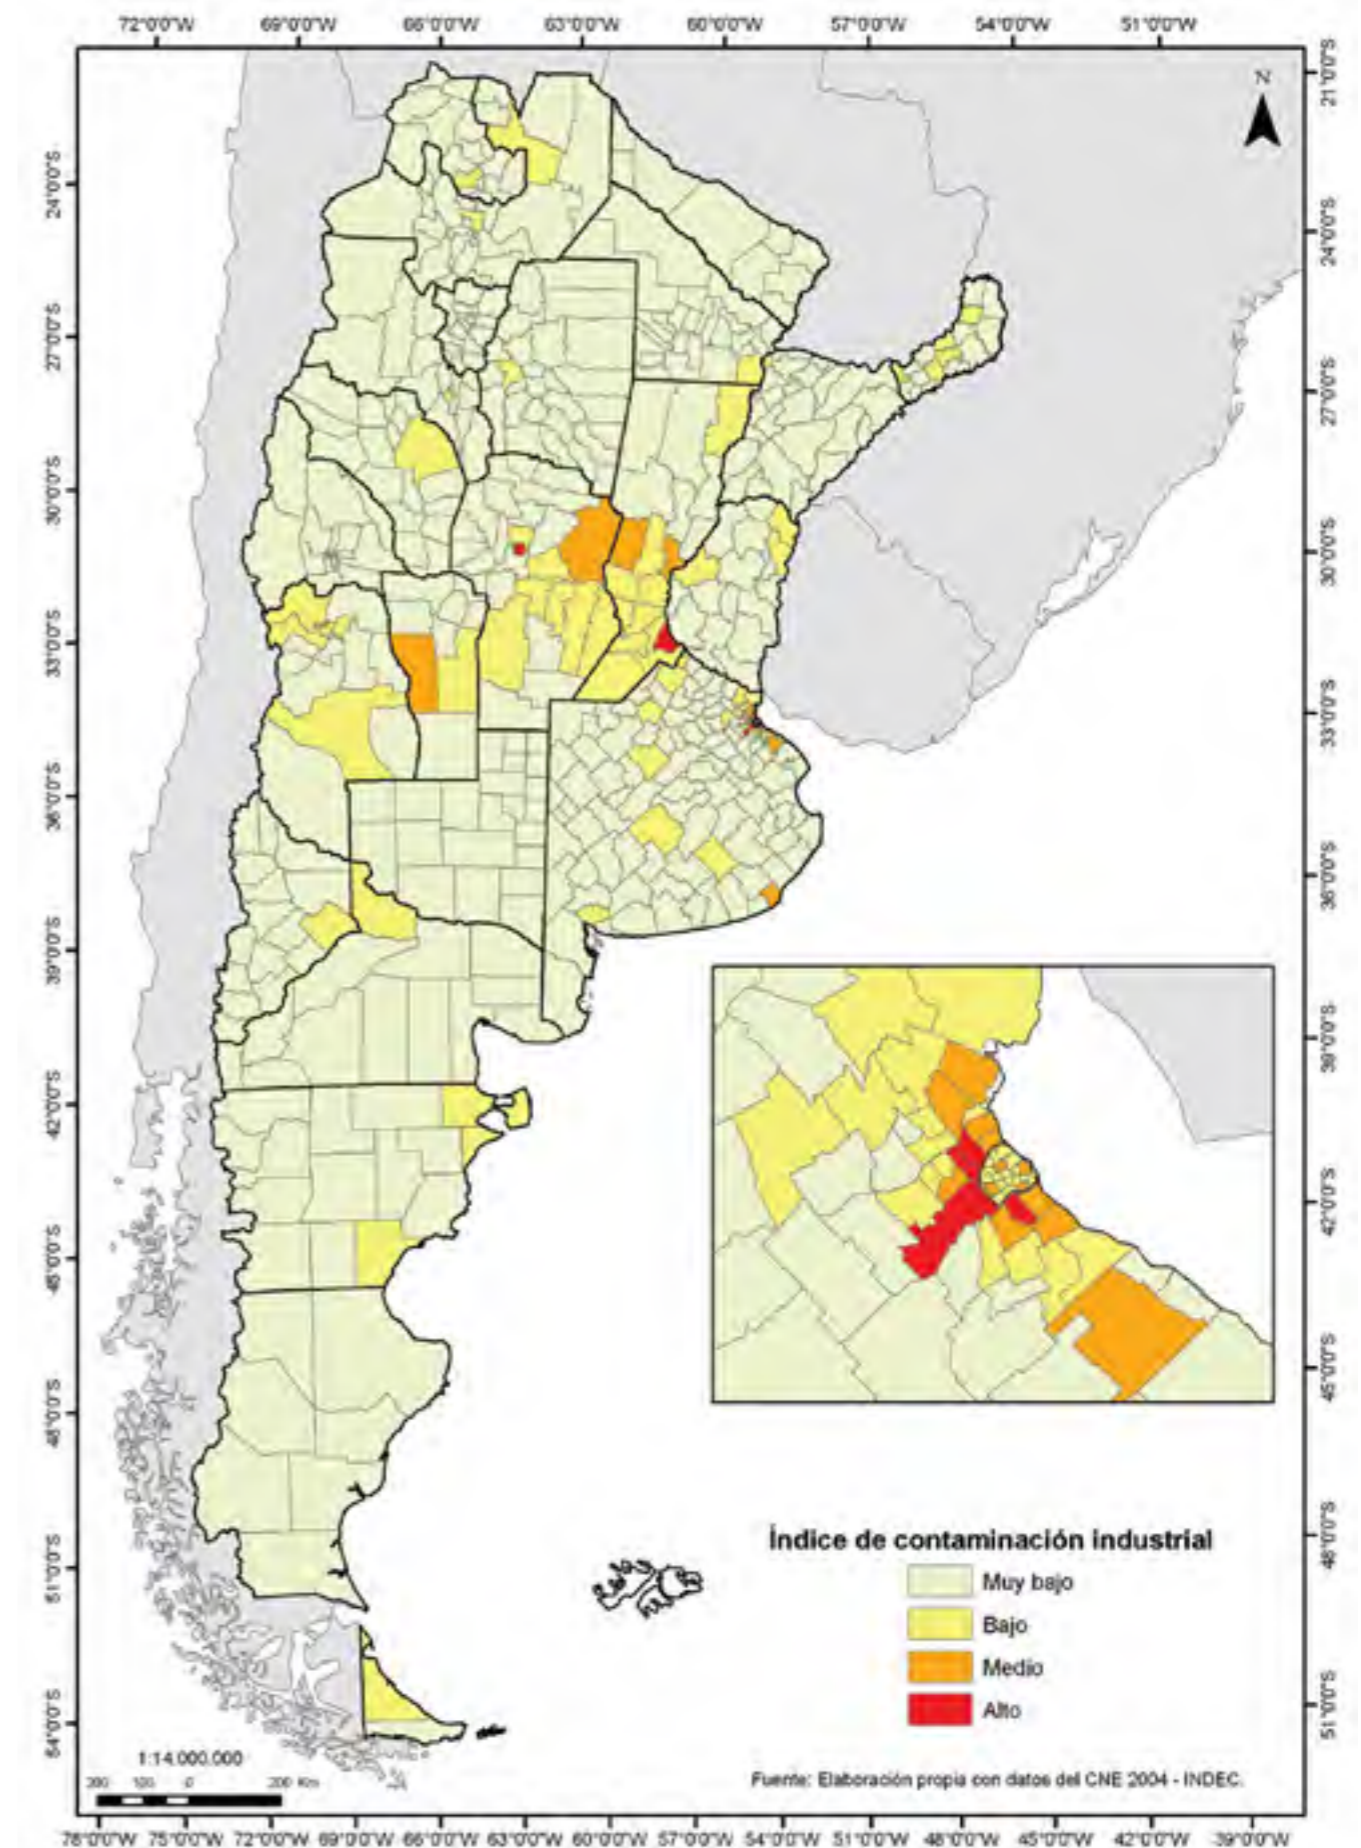 72°0'0"W 69°0'0"W 66°0'0"W 63°0'0"W 60°0'0"W 57°0'0"W 54°0'0"W 51°0'0"W
N
21°0'0"S
24°0'0"S
27°0'0"S
30°0'0"S
33°0'0"S
36°0'0"S
39°0'0"S
42°0'0"S
45°0'0"S
48°0'0"S
51°0'0"S
24°0'0"S
27°0'0"S
30°0'0"S
33°0'0"S
36°0'0"S
39°0'0"S
42°0'0"S
45°0'0"S
48°0'0"S
51°0'0"S
54°0'0"S
Índice de contaminación industrial
Muy bajo
Bajo
Medio
Alto
1:14.000.000
200 100 0 200 Km
Fuente: Elaboración propia con datos del CNE 2004 - INDEC.
78°0'0"W 75°0'0"W 72°0'0"W 69°0'0"W 66°0'0"W 63°0'0"W 60°0'0"W 57°0'0"W 54°0'0"W 51°0'0"W 48°0'0"W 45°0'0"W 42°0'0"W 39°0'0"W